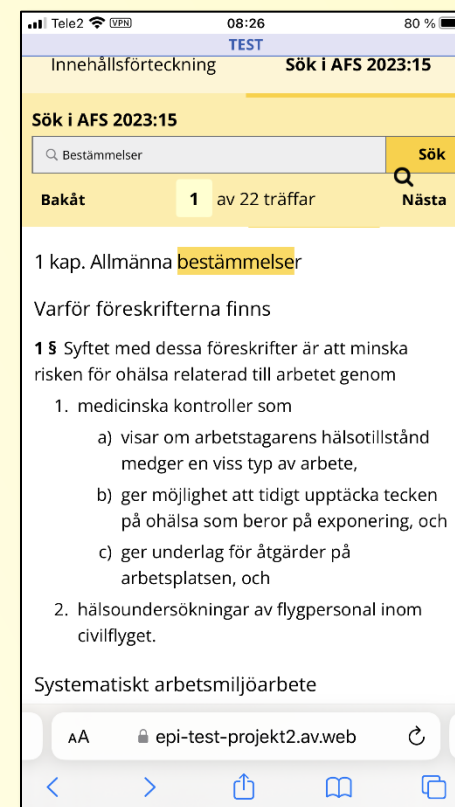 Tele2 VPN 08:26 80 %
TEST
Innehållsförteckning Sök i AFS 2023:15
Sök i AFS 2023:15
Bestämmelser Sök
Bakåt 1 av 22 träffar Nästa
1 kap. Allmänna bestämmelser
Varför föreskrifterna finns
1 § Syftet med dessa föreskrifter är att minska
risken för ohälsa relaterad till arbetet genom
1. medicinska kontroller som
a) visar om arbetstagarens hälsotillstånd
medger en viss typ av arbete,
b) ger möjlighet att tidigt upptäcka tecken
på ohälsa som beror på exponering, och
c) ger underlag för åtgärder på
arbetsplatsen, och
2. hälsoundersökningar av flygpersonal inom
civilflyget.
Systematiskt arbetsmiljöarbete
AA epi-test-projekt2.av.web